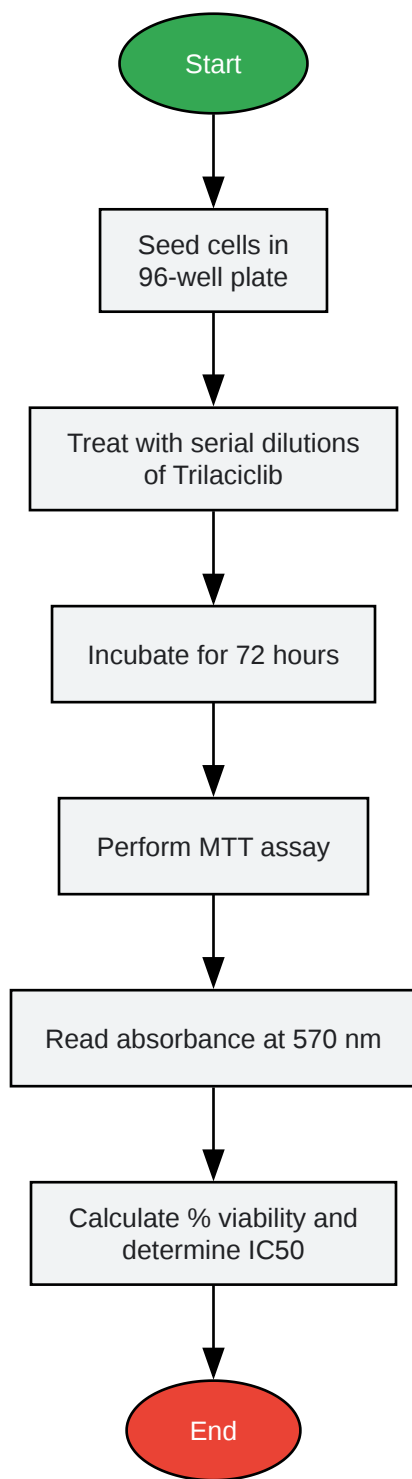 Start
Seed cells in
96-well plate
Treat with serial dilutions
of Trilaciclib
Incubate for 72 hours
Perform MTT assay
Read absorbance at 570 nm
Calculate % viability and
determine IC50
End